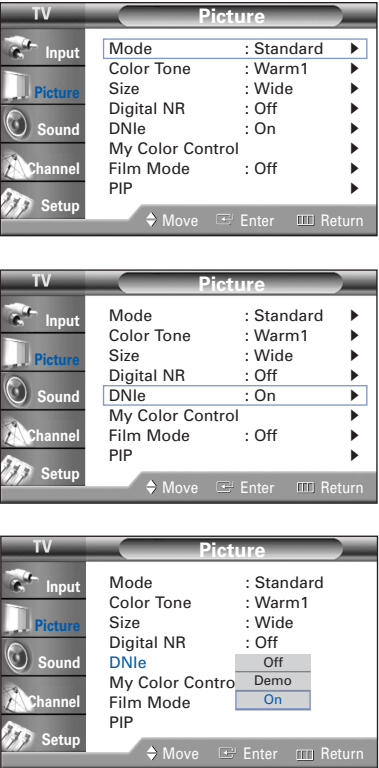 TV Picture
Input
Picture
Sound
Channel
Setup
Mode : Standard
Color Tone : Warm1
Size : Wide
Digital NR : Off
DNIe : On
My Color Control
Film Mode : Off
PIP
Move Enter Return
TV Picture
Input
Picture
Sound
Channel
Setup
Mode : Standard
Color Tone : Warm1
Size : Wide
Digital NR : Off
DNIe : On
My Color Control
Film Mode : Off
PIP
Move Enter Return
TV Picture
Input
Picture
Sound
Channel
Setup
Mode : Standard
Color Tone : Warm1
Size : Wide
Digital NR : Off
DNIe Off
My Color Contro Demo
Film Mode On
PIP
Move Enter Return